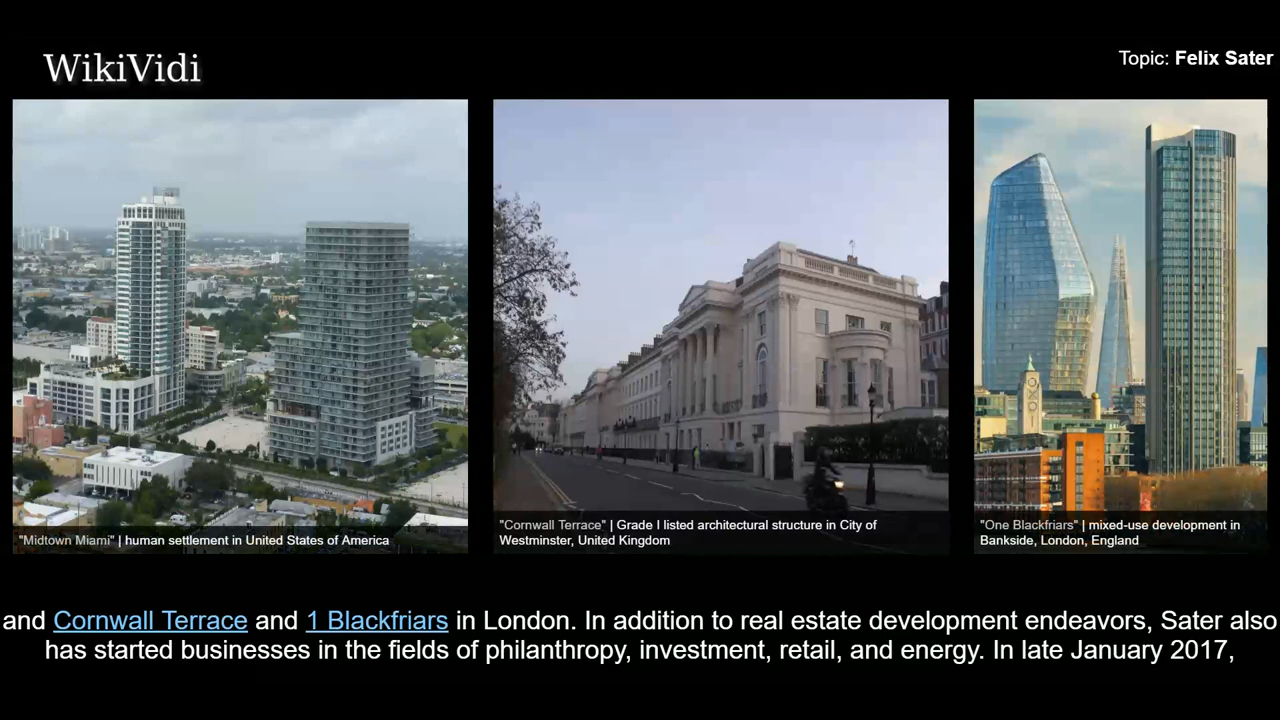 WikiVidi
Topic: Felix Sater
"Midtown Miami" | human settlement in United States of America
"Cornwall Terrace" | Grade I listed architectural structure in City of
Westminster, United Kingdom
"One Blackfriars" | mixed-use development in
Bankside, London, England
and Cornwall Terrace and 1 Blackfriars in London. In addition to real estate development endeavors, Sater also
has started businesses in the fields of philanthropy, investment, retail, and energy. In late January 2017,